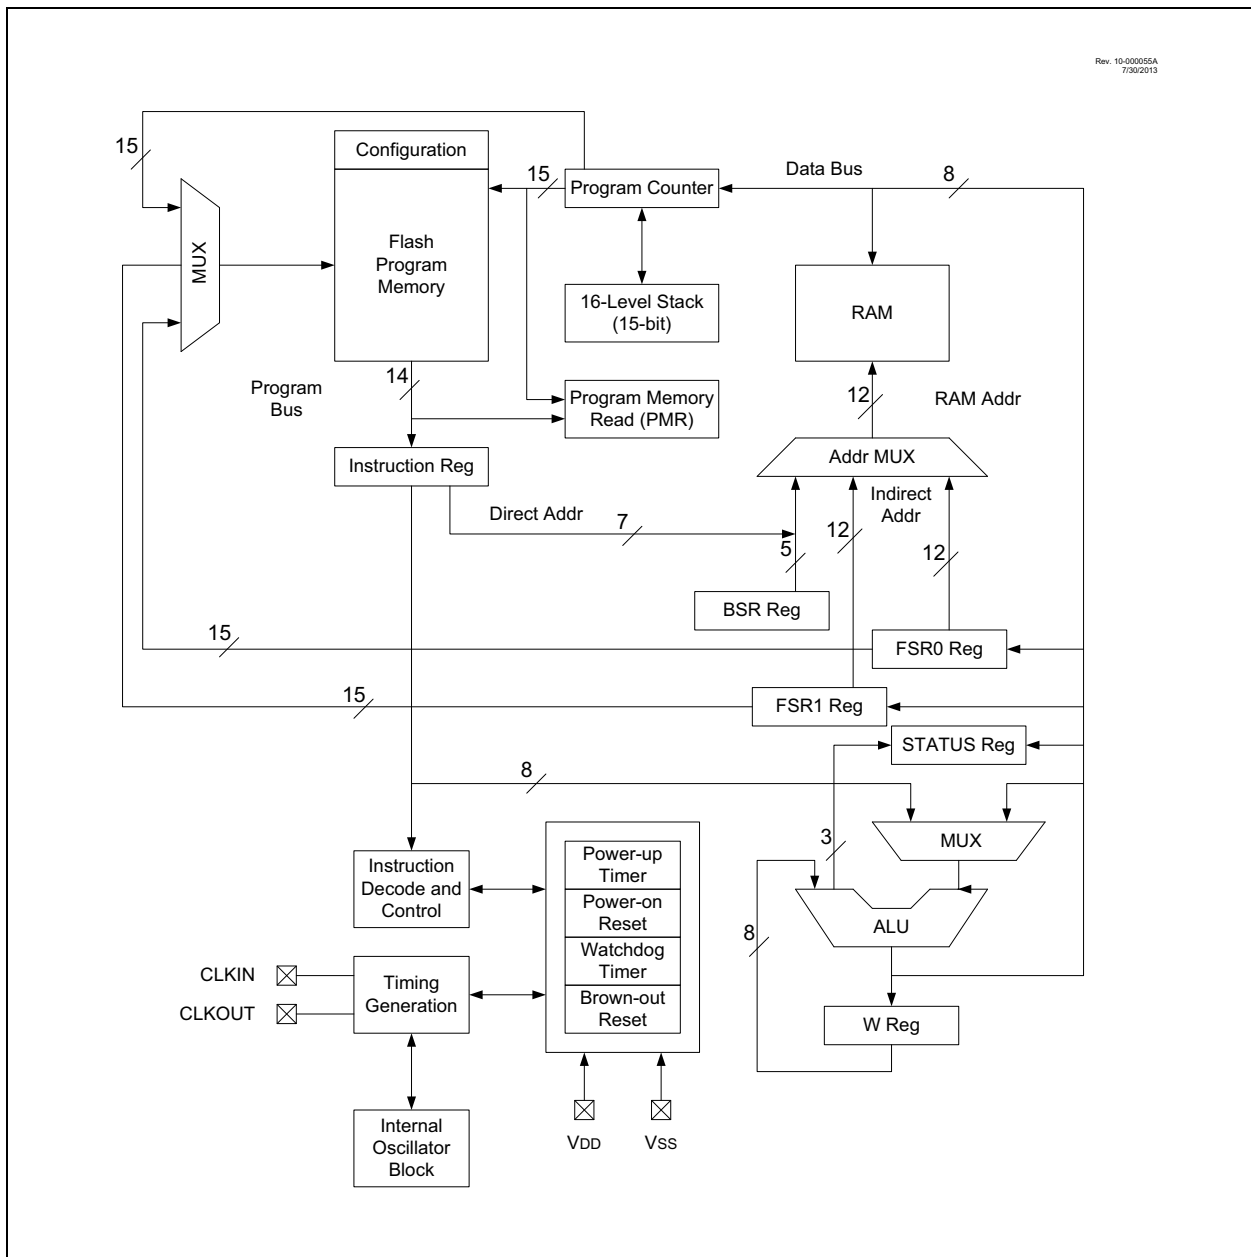 Rev. 10-000055A
7/30/2013
15
Configuration
15
Program Counter
Data Bus
8
MUX
Flash
Program
Memory
16-Level Stack
(15-bit)
RAM
Program
Bus
14
Program Memory
Read (PMR)
12
RAM Addr
Instruction Reg
Addr MUX
Direct Addr
7
Indirect
Addr
5
12
12
BSR Reg
15
FSR0 Reg
15
FSR1 Reg
STATUS Reg
8
3
MUX
Power-up
Timer
Instruction
Decode and
Control
Power-on
Reset
8
ALU
Watchdog
Timer
CLKIN
CLKOUT
Timing
Generation
Brown-out
Reset
W Reg
Internal
Oscillator
Block
VDD
VSS